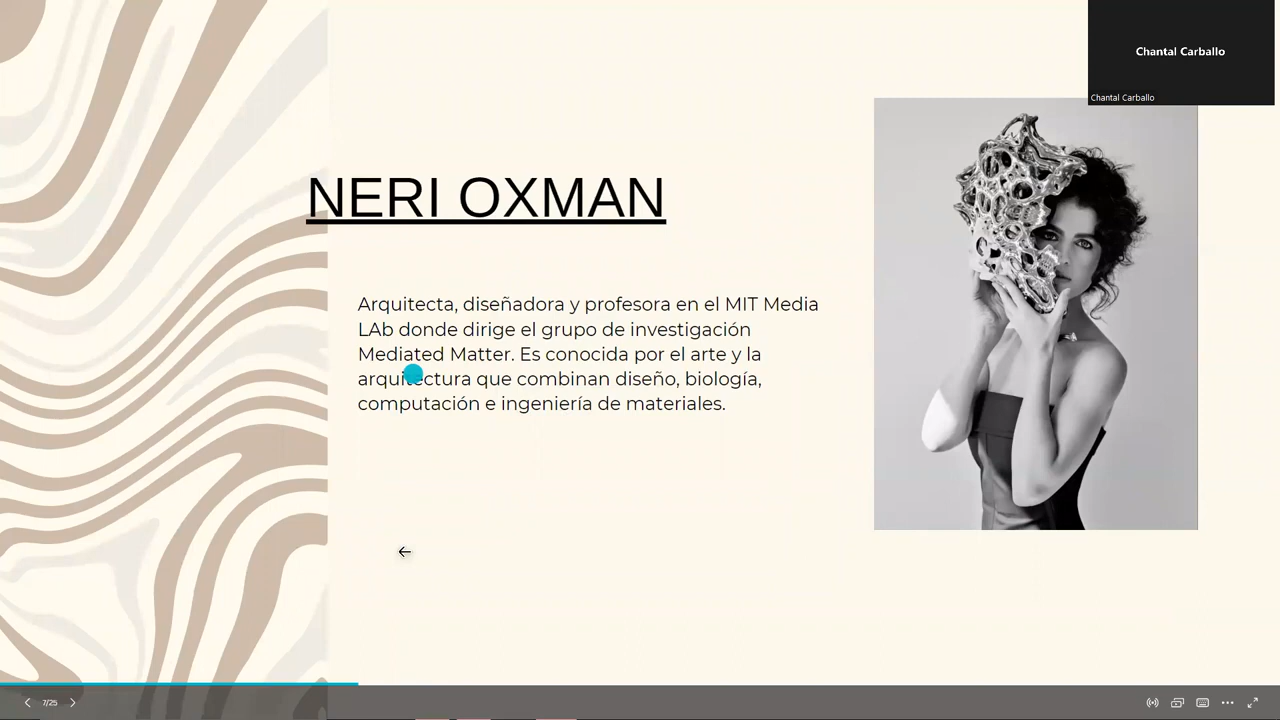 Chantal Carballo
Chantal Carballo
NERI OXMAN
Arquitecta, diseñadora y profesora en el MIT Media
LAb donde dirige el grupo de investigación
Mediated Matter. Es conocida por el arte y la
arquitectura que combinan diseño, biología,
computación e ingeniería de materiales.
7/25